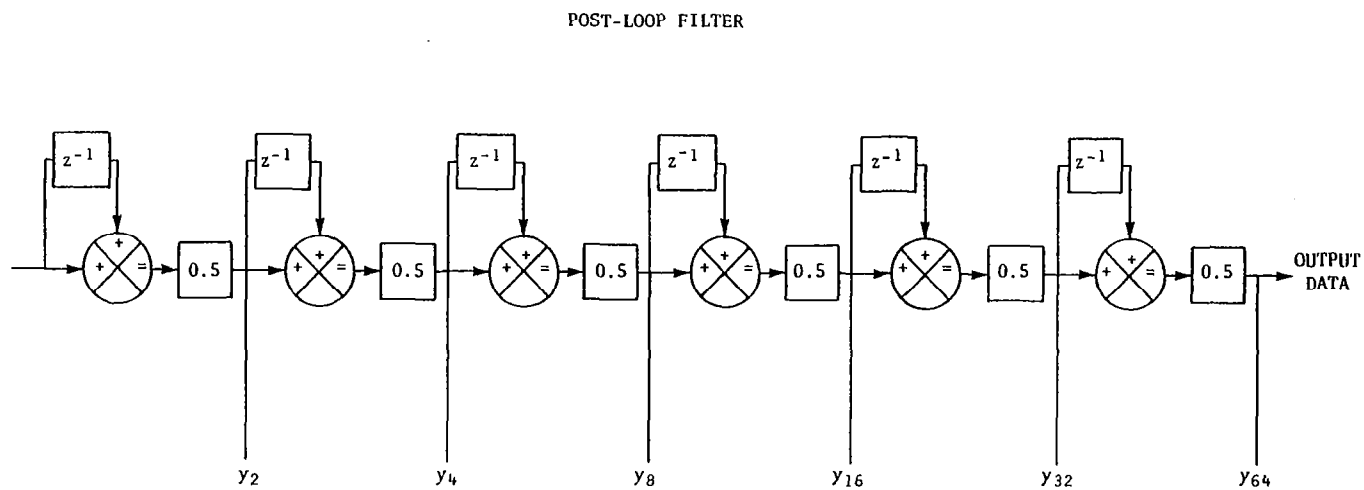 POST-LOOP FILTER
z⁻¹ z⁻¹ z⁻¹ z⁻¹ z⁻¹ z⁻¹
+ + = 0.5 + + = 0.5 + + = 0.5 + + = 0.5 + + = 0.5 + + = 0.5
OUTPUT
DATA
y₂ y₄ y₈ y₁₆ y₃₂ y₆₄